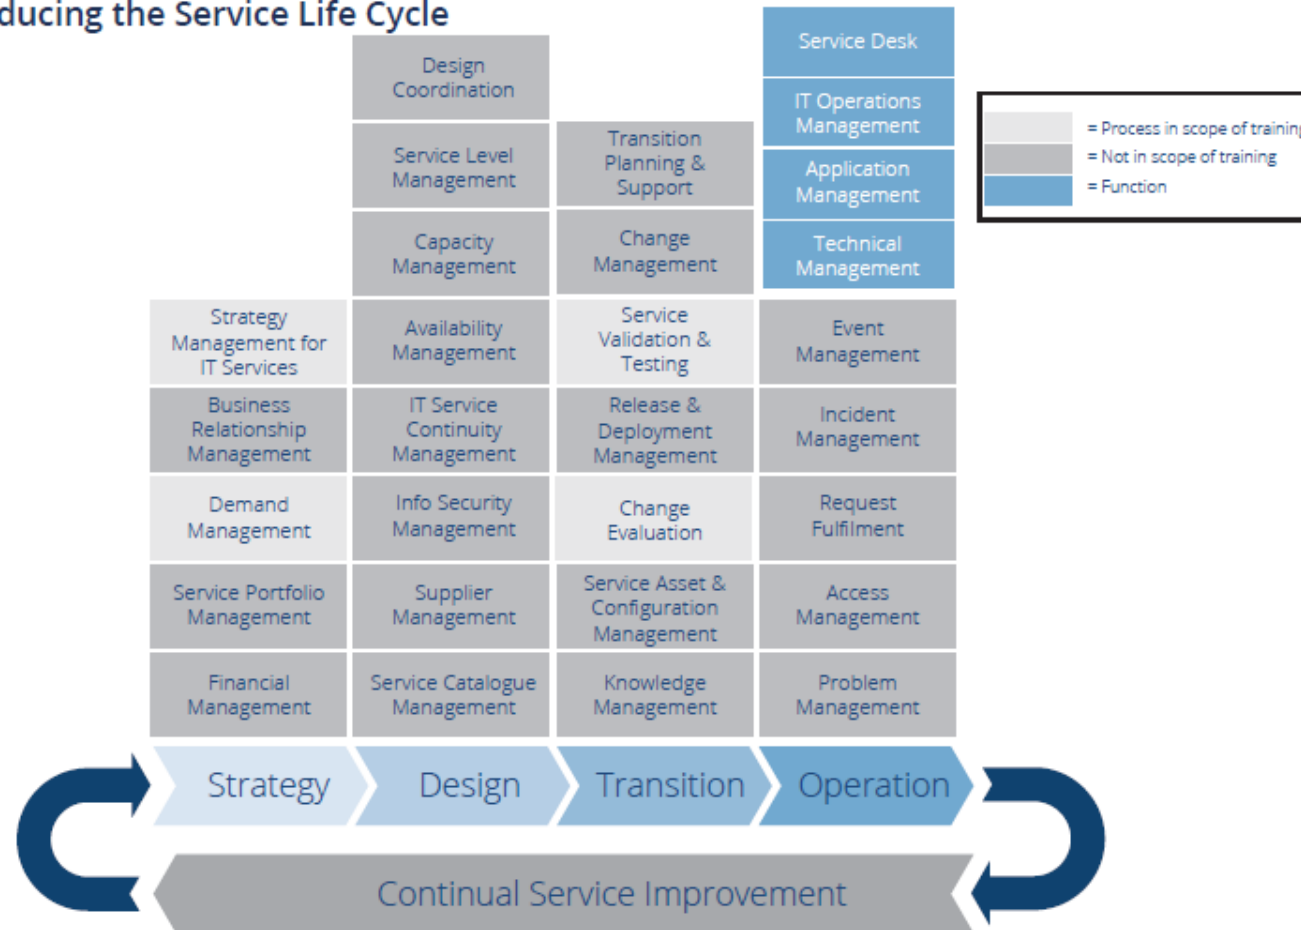 ducing the Service Life Cycle
Design
Coordination
Service Level
Management
Capacity
Management
Availability
Management
IT Service
Continuity
Management
Info Security
Management
Supplier
Management
Service Catalogue
Management
Strategy
Management for
IT Services
Business
Relationship
Management
Demand
Management
Service Portfolio
Management
Financial
Management
Transition
Planning &
Support
Change
Management
Service
Validation &
Testing
Release &
Deployment
Management
Change
Evaluation
Service Asset &
Configuration
Management
Knowledge
Management
Service Desk
IT Operations
Management
Application
Management
Technical
Management
Event
Management
Incident
Management
Request
Fulfilment
Access
Management
Problem
Management
= Process in scope of training
= Not in scope of training
= Function
Strategy
Design
Transition
Operation
Continual Service Improvement